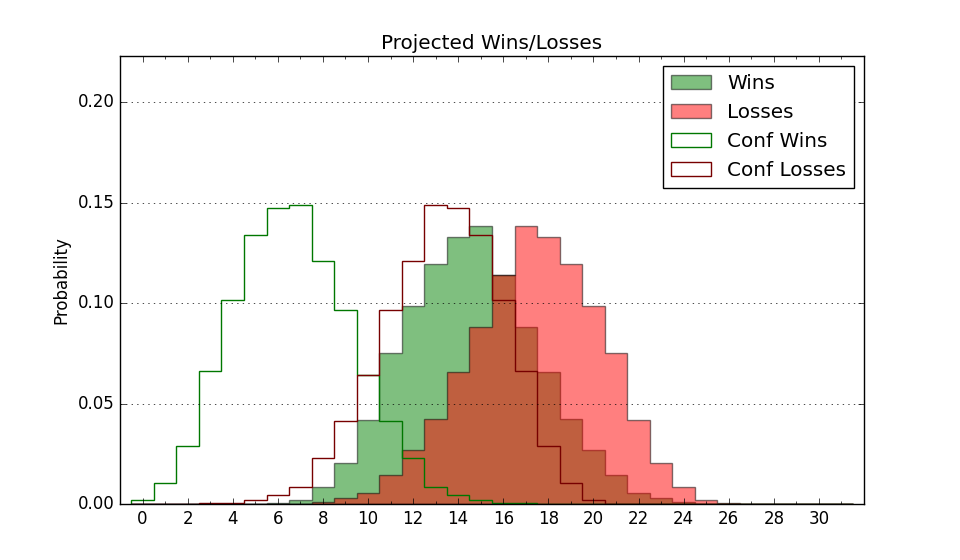 Projected Wins/Losses
Wins
Losses
Conf Wins
Conf Losses
Probability
0.20
0.15
0.10
0.05
0.00
0 2 4 6 8 10 12 14 16 18 20 22 24 26 28 30